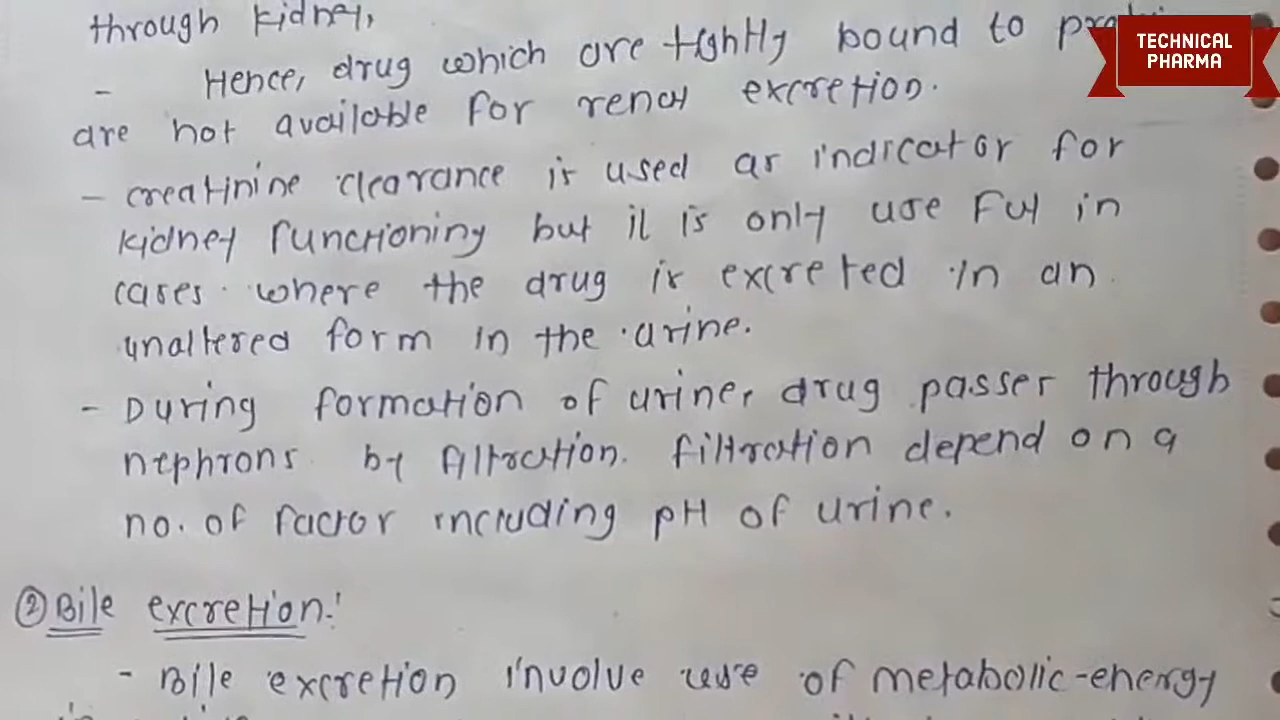 through kidney,
- Hence, drug which are tightly bound to
TECHNICAL
PHARMA
are not available for renal excretion.
- creatinine clearance is used as indicator for
kidney functioning but it is only use ful in
cases where the drug is excreted in an
unaltered form in the urine.
- During formation of urine, drug passes through
nephrons by filtration. filtration depend on a
no. of factor including pH of urine.
② Bile excretion:
- Bile excretion involve use of metabolic-energy